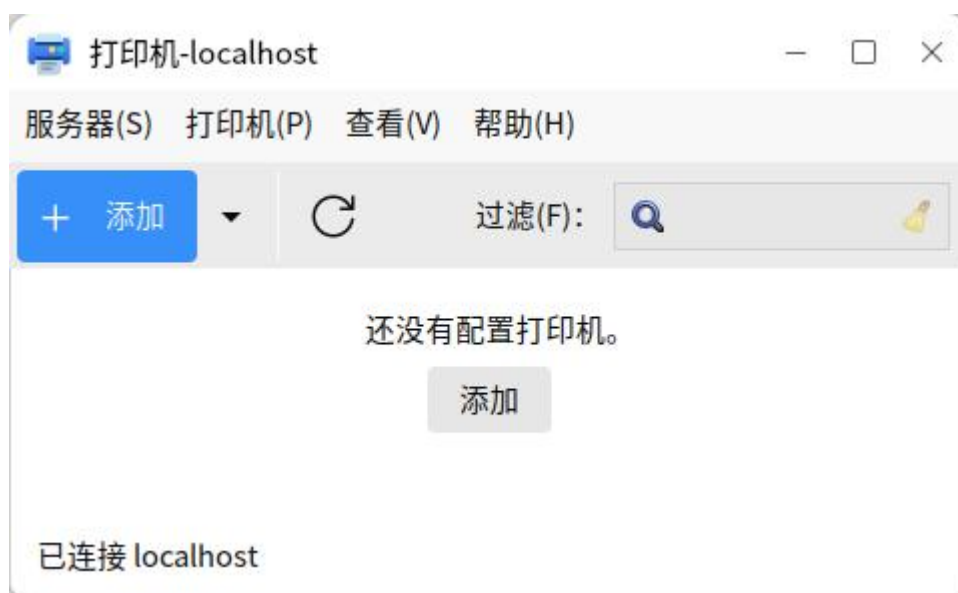 打印机-localhost
服务器(S) 打印机(P) 查看(V) 帮助(H)
添加 过滤(F):
还没有配置打印机。
添加
已连接 localhost